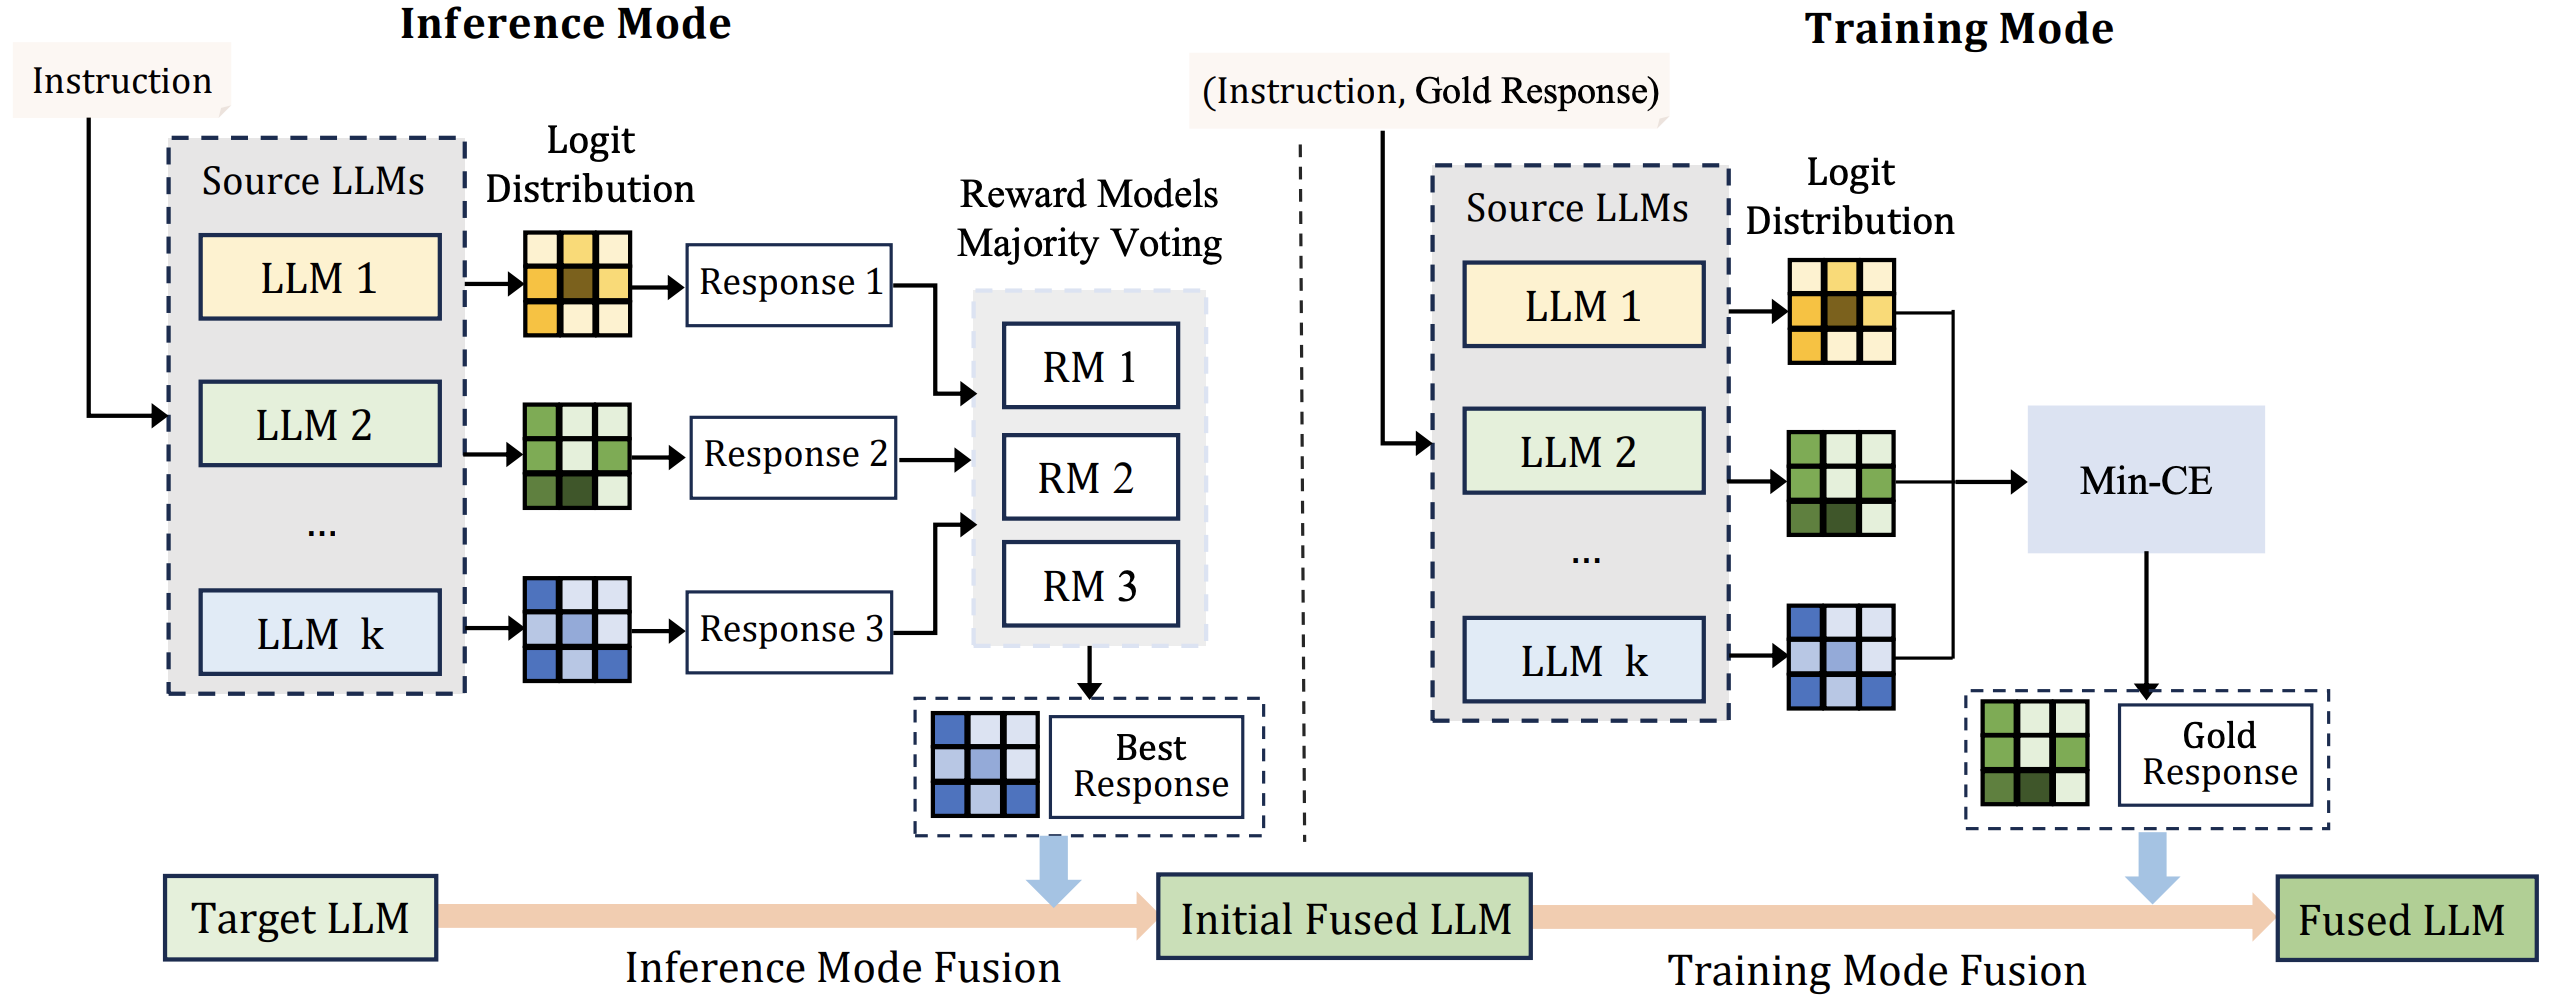 Inference Mode
Instruction
Source LLMs
LLM 1
LLM 2
...
LLM k
Logit
Distribution
Response 1
Response 2
Response 3
Reward Models
Majority Voting
RM 1
RM 2
RM 3
Best
Response
Training Mode
(Instruction, Gold Response)
Source LLMs
LLM 1
LLM 2
...
LLM k
Logit
Distribution
Min-CE
Gold
Response
Target LLM
Inference Mode Fusion
Initial Fused LLM
Training Mode Fusion
Fused LLM